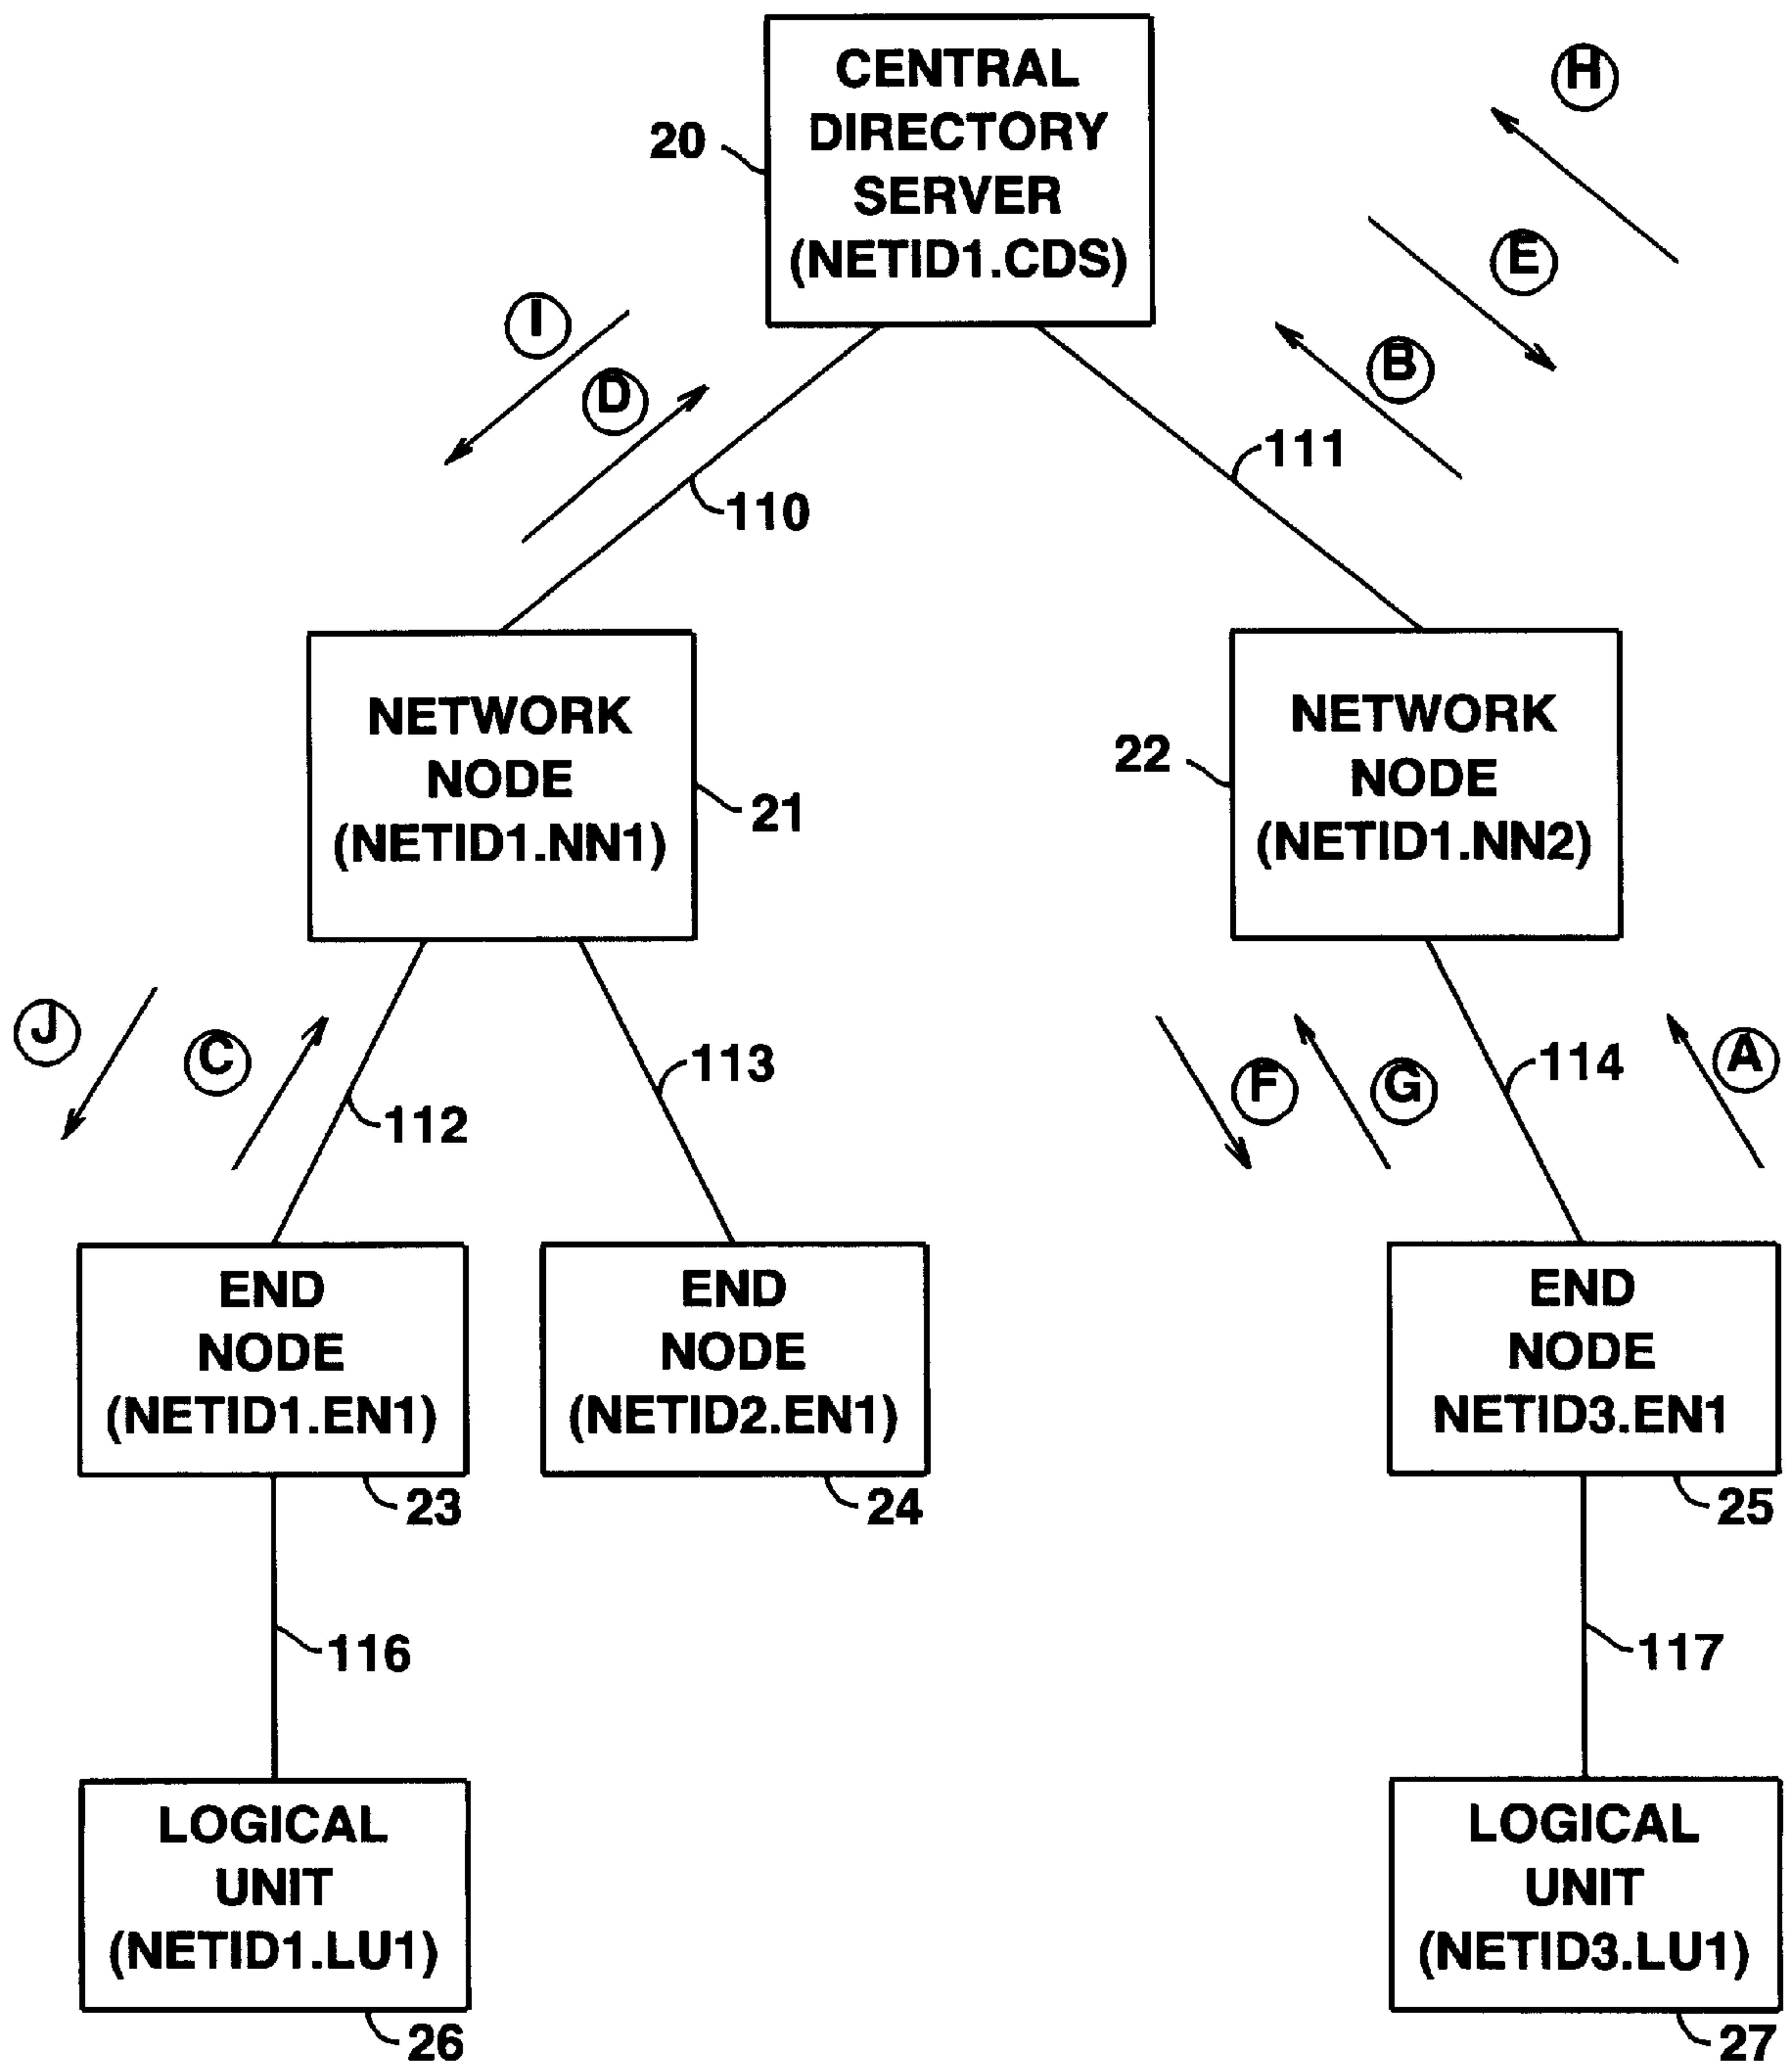 CENTRAL
DIRECTORY
SERVER
(NETID1.CDS)
20
H
E
B
I
D
111
110
NETWORK
NODE
(NETID1.NN1)
21
NETWORK
NODE
(NETID1.NN2)
22
J
C
112
113
F
G
114
A
END
NODE
(NETID1.EN1)
23
END
NODE
(NETID2.EN1)
24
END
NODE
NETID3.EN1
25
116
117
LOGICAL
UNIT
(NETID1.LU1)
26
LOGICAL
UNIT
(NETID3.LU1)
27